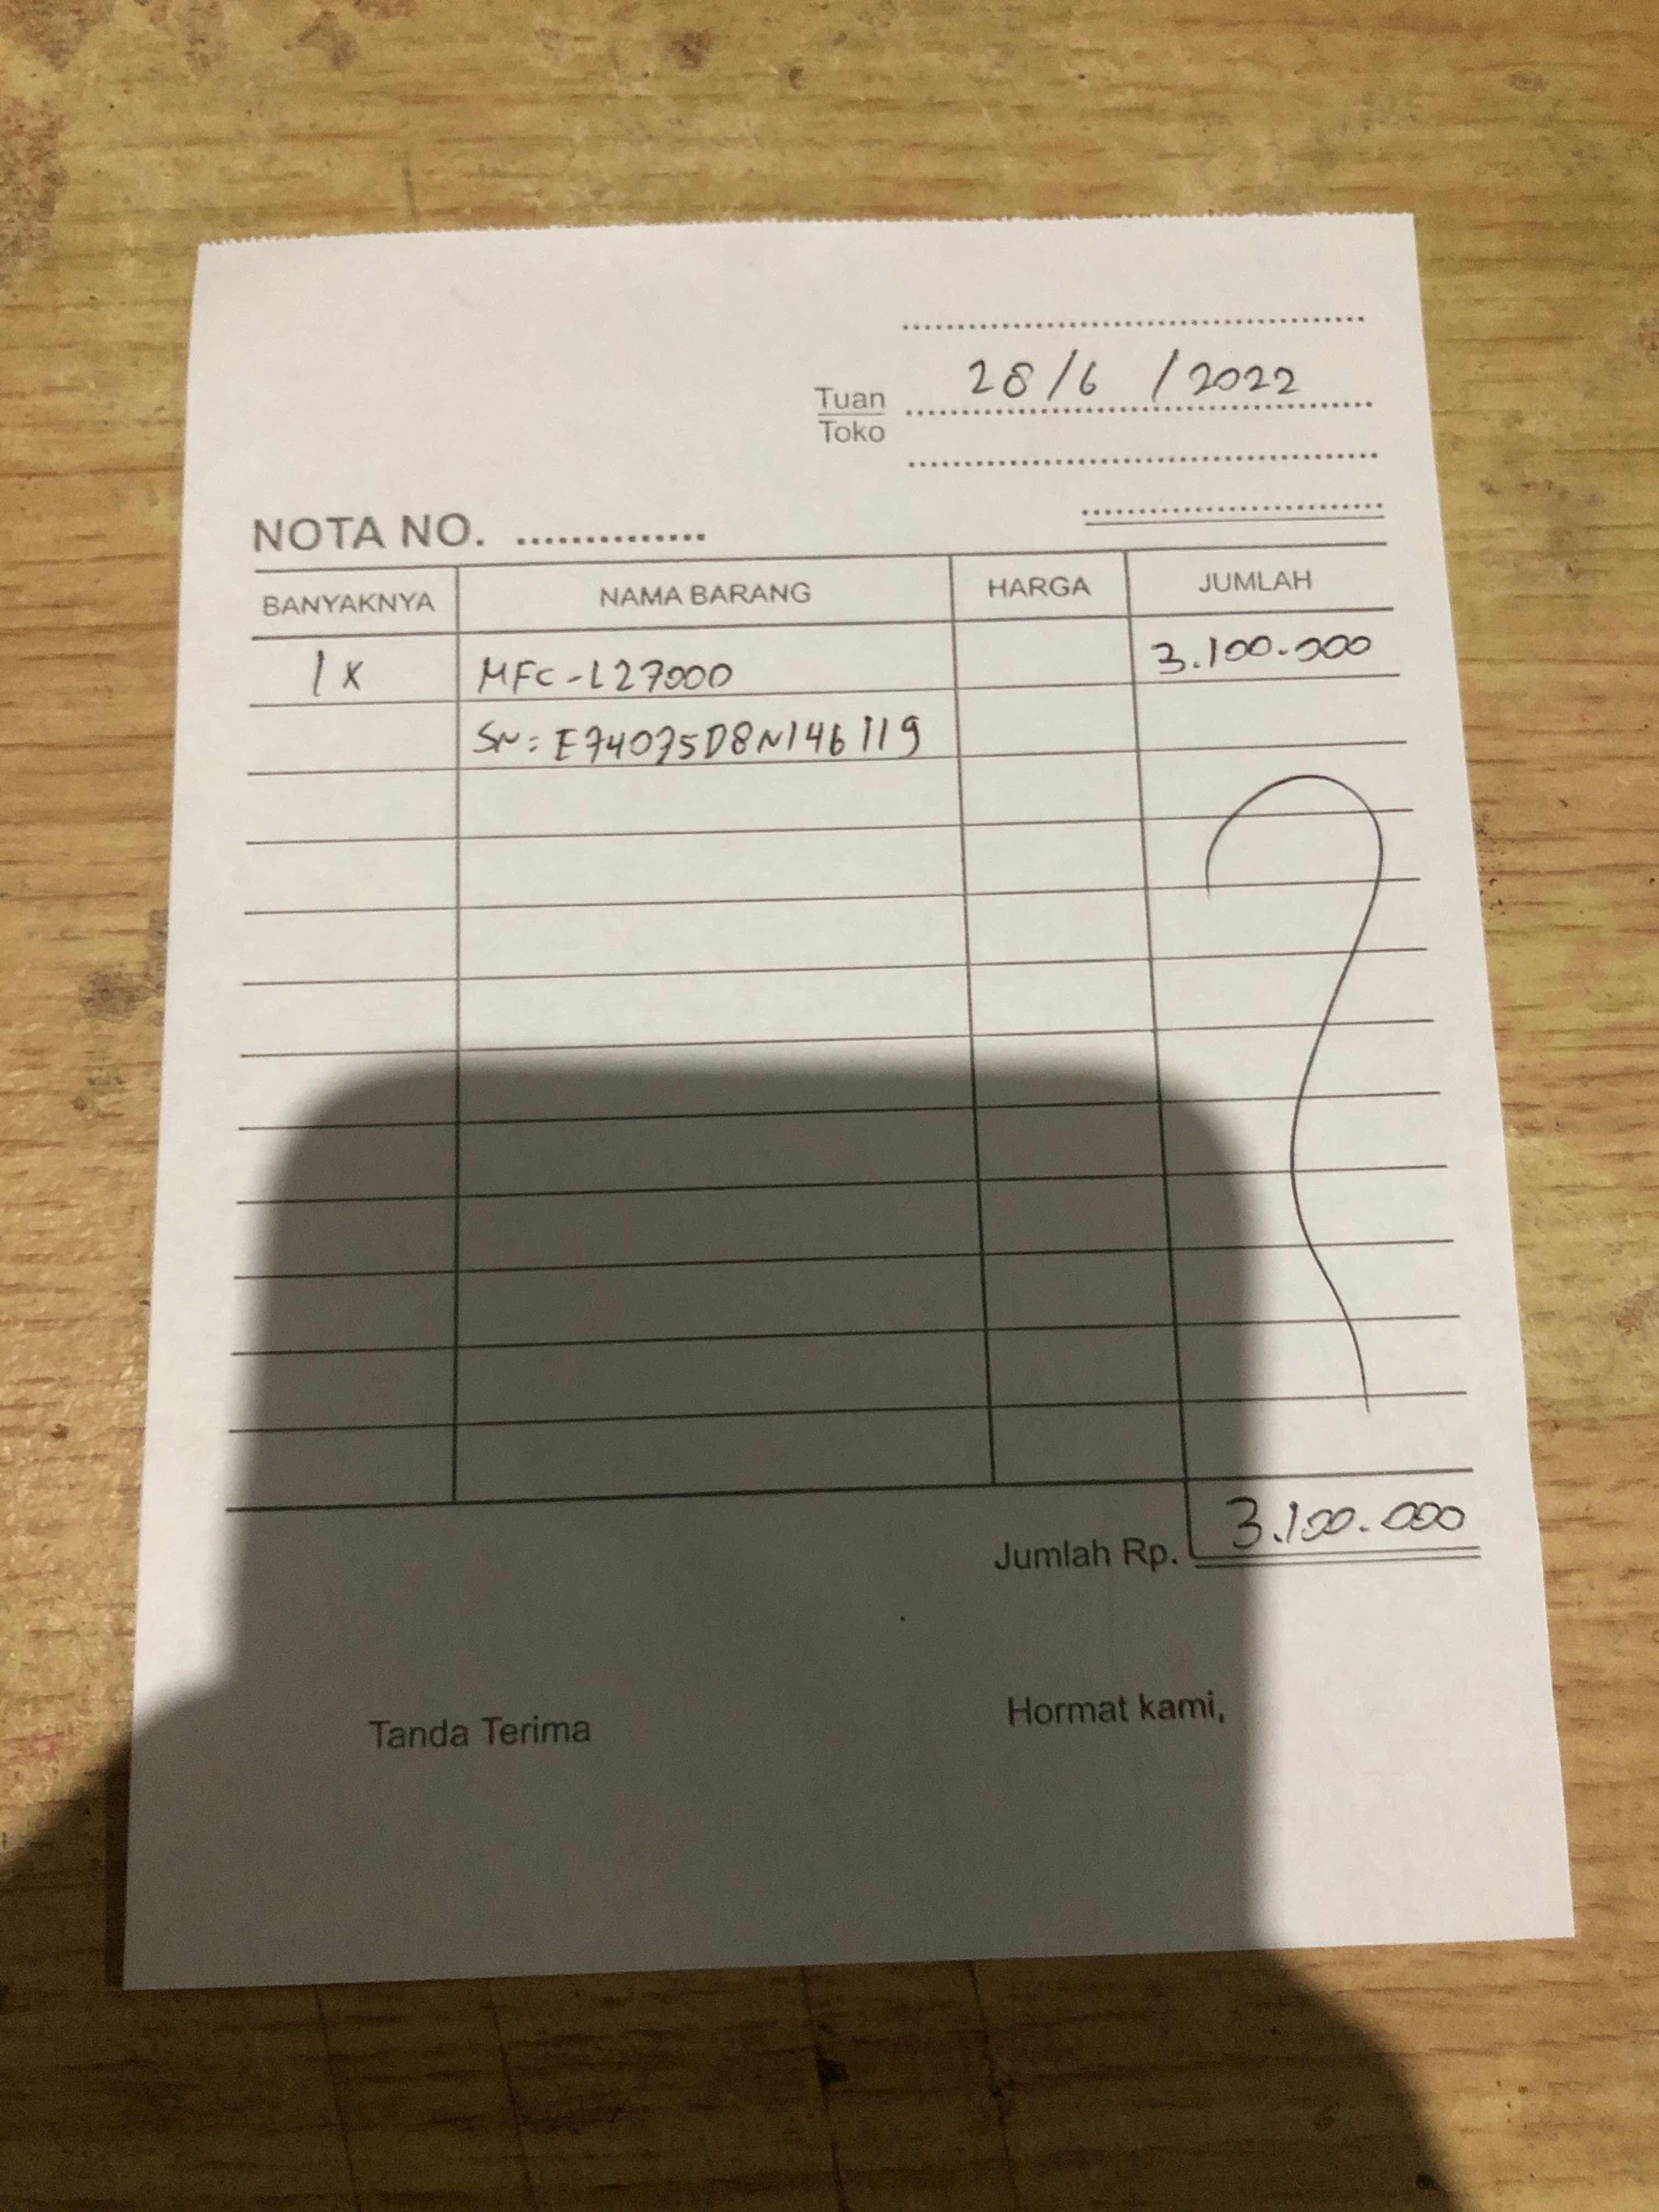 28/6/2022
Tuan
Toko
NOTA NO. ..............
BANYAKNYA NAMA BARANG HARGA JUMLAH
1x MFC-L27000 3.100.000
SN: E74075D8N146119
Jumlah Rp. 3.100.000
Tanda Terima Hormat kami,